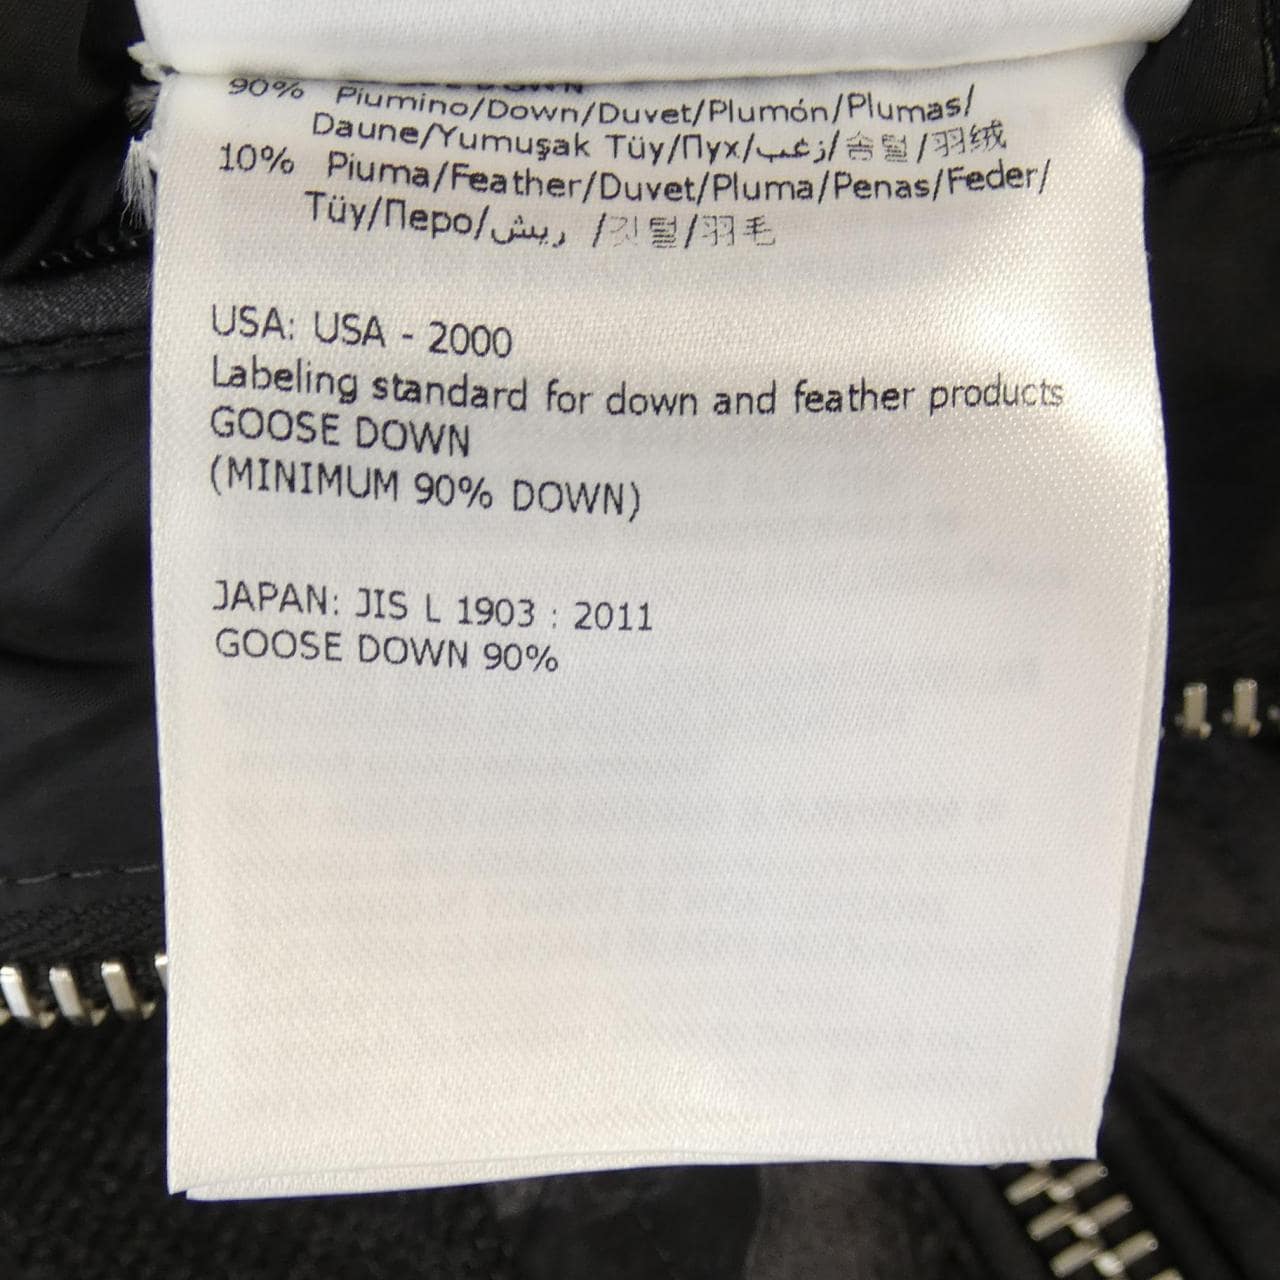 90% Piumino/Down/Duvet/Plumón/Plumas/
Daune/Yumuşak Tüy/Пух/زغب/솜털/羽绒
10% Piuma/Feather/Duvet/Pluma/Penas/Feder/
Tüy/Перо/ريش /깃털/羽毛
USA: USA - 2000
Labeling standard for down and feather products
GOOSE DOWN
(MINIMUM 90% DOWN)
JAPAN: JIS L 1903 : 2011
GOOSE DOWN 90%